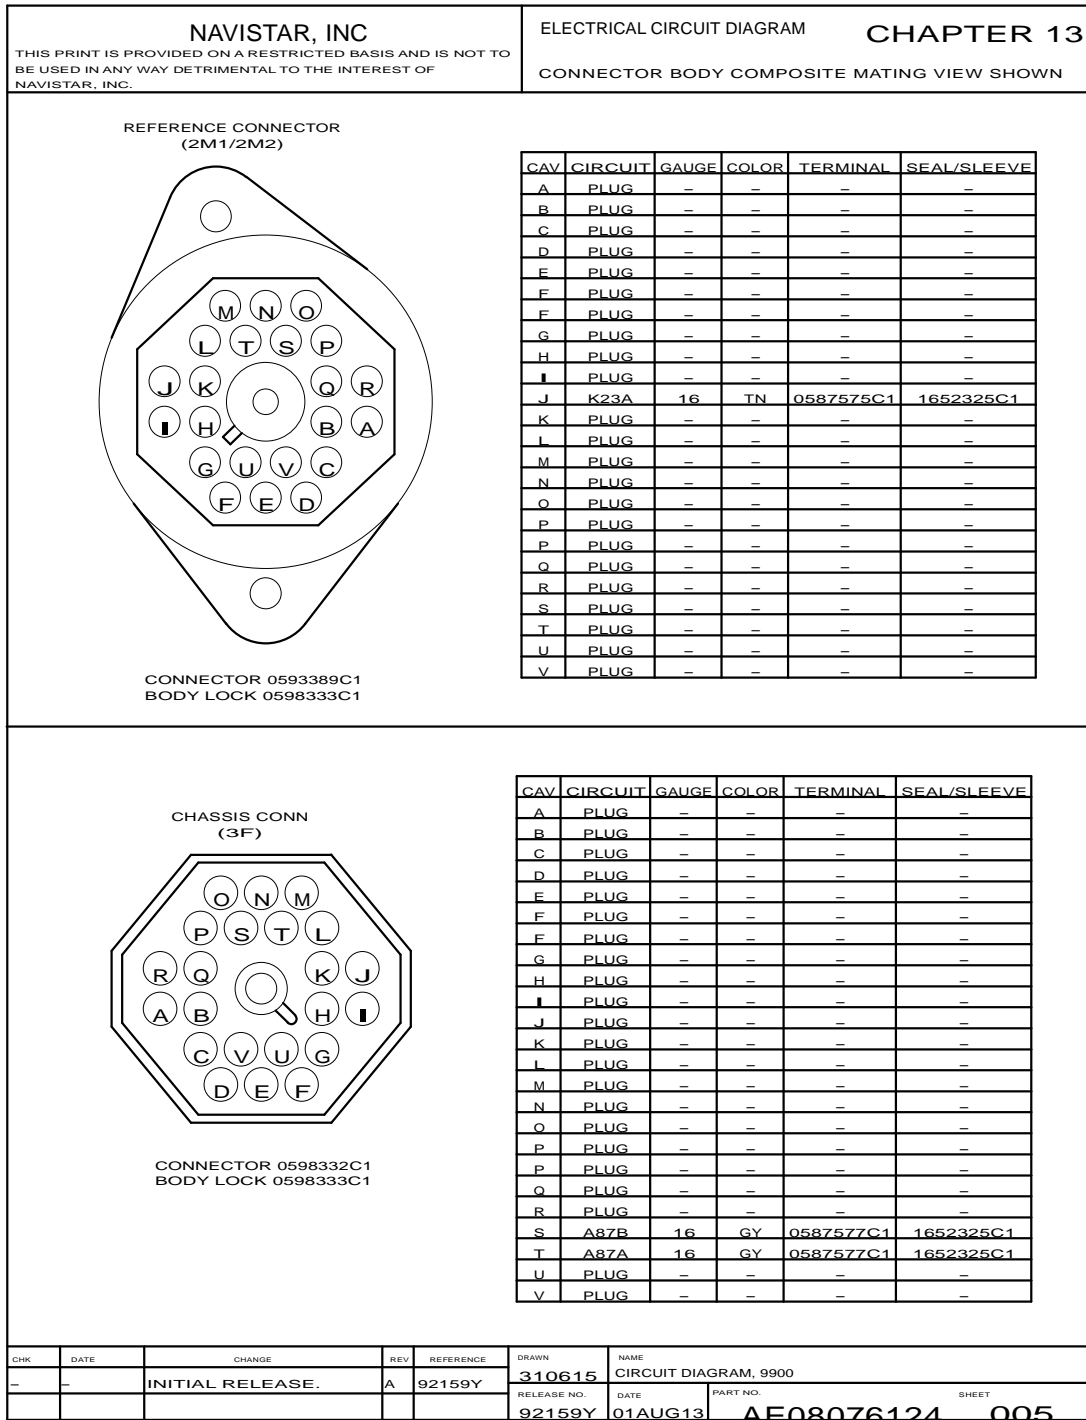 NAVISTAR, INC
THIS PRINT IS PROVIDED ON A RESTRICTED BASIS AND IS NOT TO
BE USED IN ANY WAY DETRIMENTAL TO THE INTEREST OF
NAVISTAR, INC.
ELECTRICAL CIRCUIT DIAGRAM CHAPTER 13
CONNECTOR BODY COMPOSITE MATING VIEW SHOWN
REFERENCE CONNECTOR
(2M1/2M2)
M N O
L T S P
J K Q R
I H B A
G U V C
F E D
CONNECTOR 0593389C1
BODY LOCK 0598333C1
CAV CIRCUIT GAUGE COLOR TERMINAL SEAL/SLEEVE
A PLUG – – – –
B PLUG – – – –
C PLUG – – – –
D PLUG – – – –
E PLUG – – – –
F PLUG – – – –
F PLUG – – – –
G PLUG – – – –
H PLUG – – – –
I PLUG – – – –
J K23A 16 TN 0587575C1 1652325C1
K PLUG – – – –
L PLUG – – – –
M PLUG – – – –
N PLUG – – – –
O PLUG – – – –
P PLUG – – – –
P PLUG – – – –
Q PLUG – – – –
R PLUG – – – –
S PLUG – – – –
T PLUG – – – –
U PLUG – – – –
V PLUG – – – –
CHASSIS CONN
(3F)
O N M
P S T L
R Q K J
A B H I
C V U G
D E F
CONNECTOR 0598332C1
BODY LOCK 0598333C1
CAV CIRCUIT GAUGE COLOR TERMINAL SEAL/SLEEVE
A PLUG – – – –
B PLUG – – – –
C PLUG – – – –
D PLUG – – – –
E PLUG – – – –
F PLUG – – – –
F PLUG – – – –
G PLUG – – – –
H PLUG – – – –
I PLUG – – – –
J PLUG – – – –
K PLUG – – – –
L PLUG – – – –
M PLUG – – – –
N PLUG – – – –
O PLUG – – – –
P PLUG – – – –
P PLUG – – – –
Q PLUG – – – –
R PLUG – – – –
S A87B 16 GY 0587577C1 1652325C1
T A87A 16 GY 0587577C1 1652325C1
U PLUG – – – –
V PLUG – – – –
CHK DATE CHANGE REV REFERENCE
– – INITIAL RELEASE. A 92159Y
DRAWN NAME
310615 CIRCUIT DIAGRAM, 9900
RELEASE NO. DATE PART NO. SHEET
92159Y 01AUG13 AE08076124 005